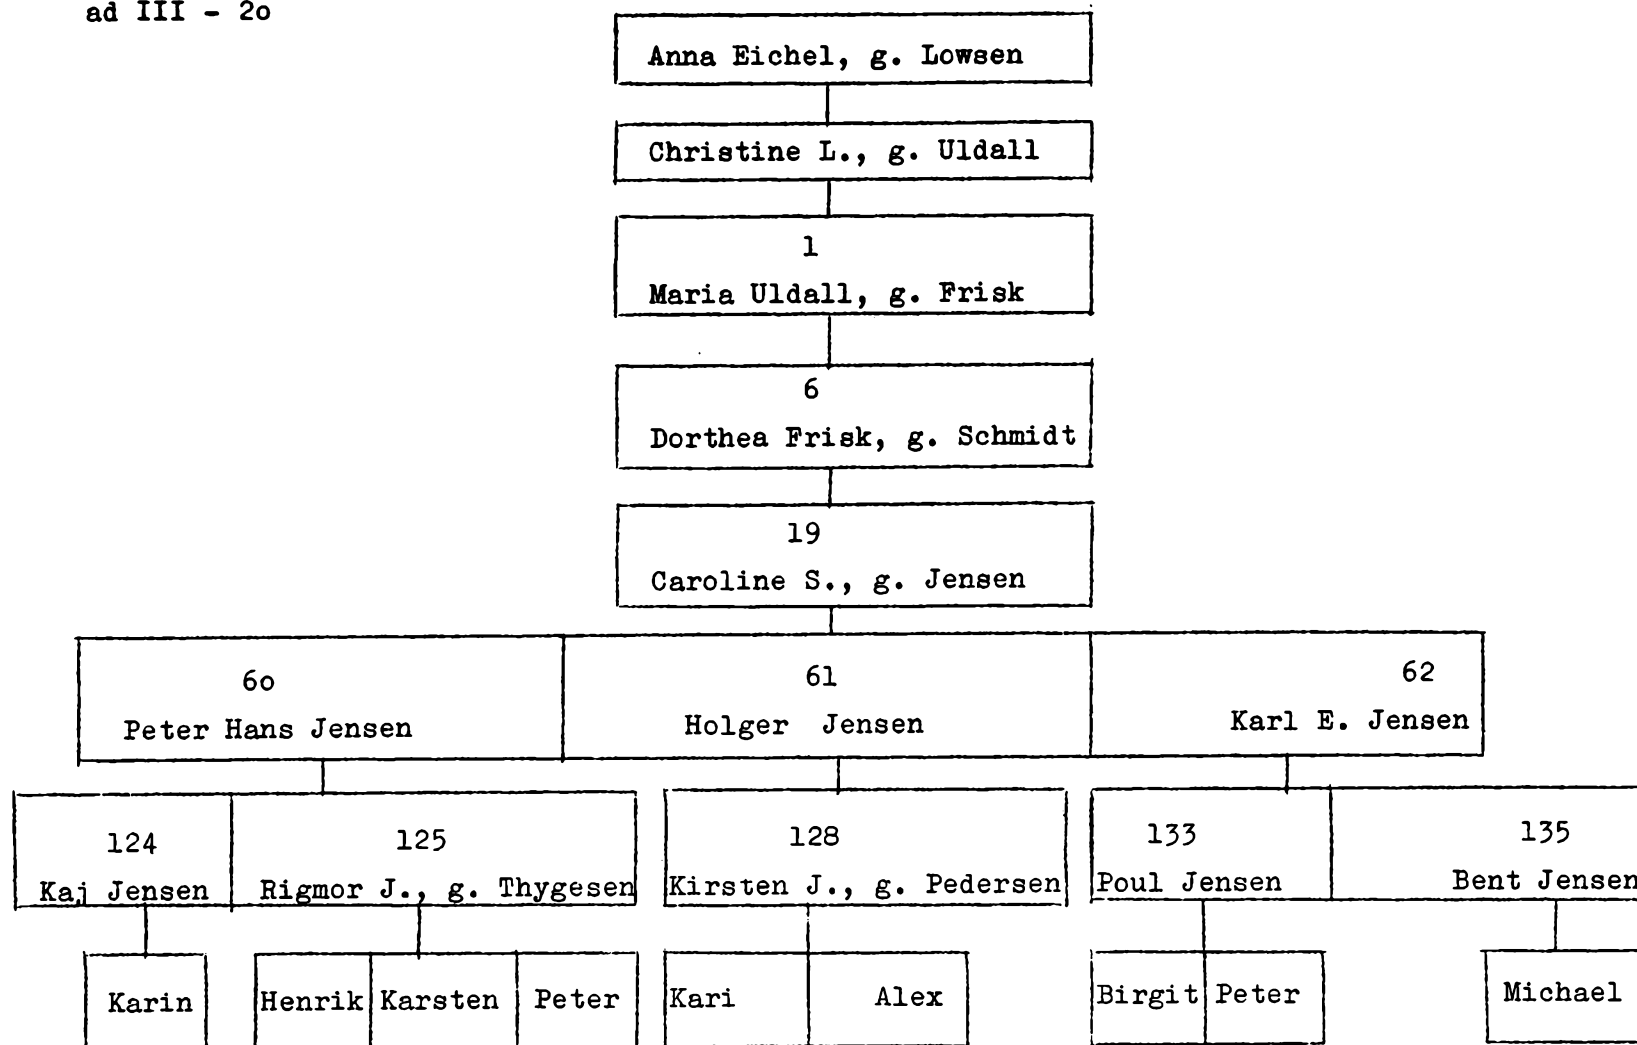 ad III - 2o
Anna Eichel, g. Lowsen
Christine L., g. Uldall
1
Maria Uldall, g. Frisk
6
Dorthea Frisk, g. Schmidt
19
Caroline S., g. Jensen
6o
Peter Hans Jensen
61
Holger Jensen
62
Karl E. Jensen
124
Kaj Jensen
125
Rigmor J., g. Thygesen
128
Kirsten J., g. Pedersen
133
Poul Jensen
135
Bent Jensen
Karin
Henrik
Karsten
Peter
Kari
Alex
Birgit
Peter
Michael